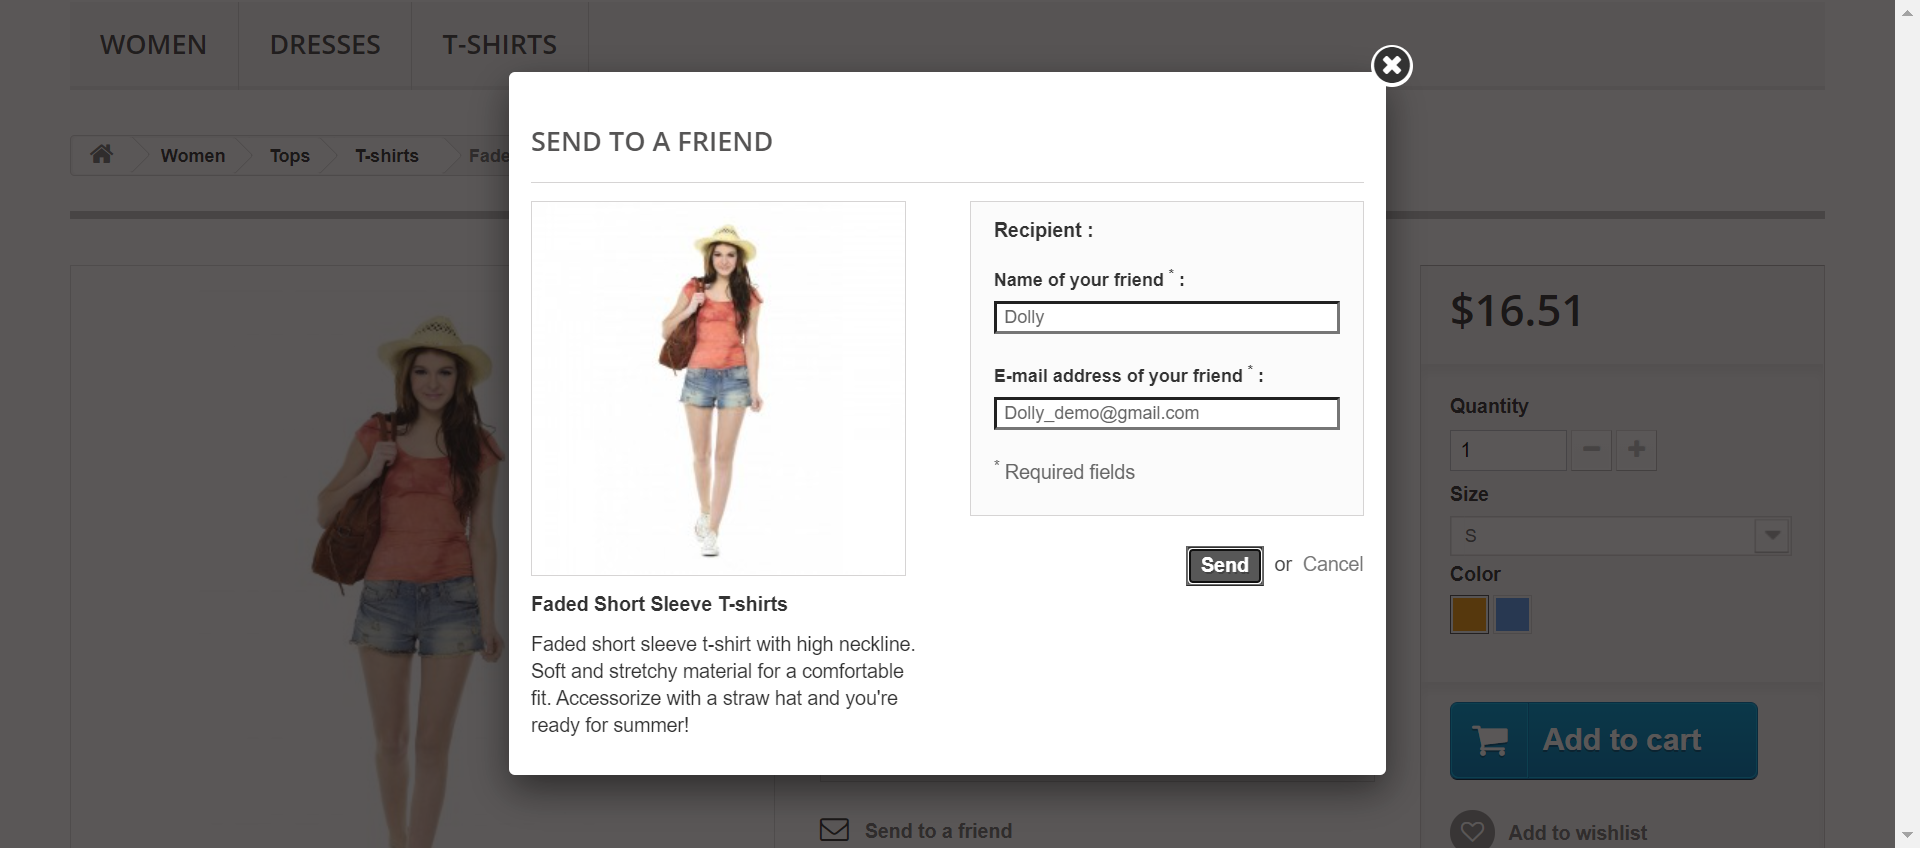 WOMEN
DRESSES
T-SHIRTS
Women
Tops
T-shirts
Fade
SEND TO A FRIEND
Recipient :
Name of your friend * :
Dolly
E-mail address of your friend * :
Dolly_demo@gmail.com
* Required fields
Send or Cancel
Faded Short Sleeve T-shirts
Faded short sleeve t-shirt with high neckline.
Soft and stretchy material for a comfortable
fit. Accessorize with a straw hat and you're
ready for summer!
Send to a friend
$16.51
Quantity
1
Size
S
Color
Add to cart
Add to wishlist